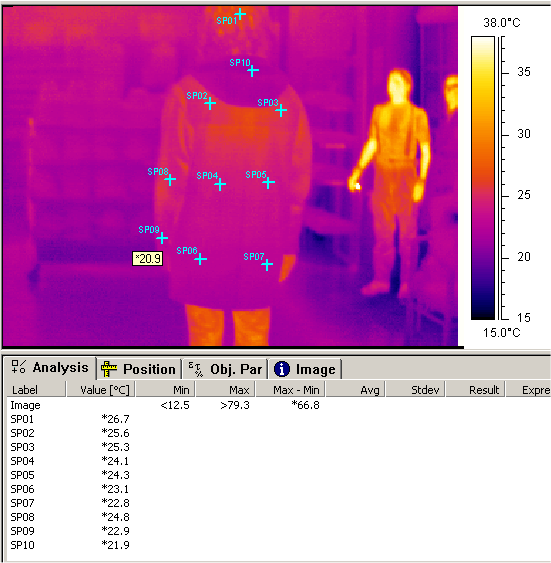 SP01
SP10
SP02
SP03
SP08
SP04
SP05
SP09
SP06
SP07
*20.9
38.0°C
35
30
25
20
15
15.0°C
Analysis Position Obj. Par Image
Label Value [°C] Min Max Max - Min Avg Stdev Result Expre
Image <12.5 >79.3 *66.8
SP01 *26.7
SP02 *25.6
SP03 *25.3
SP04 *24.1
SP05 *24.3
SP06 *23.1
SP07 *22.8
SP08 *24.8
SP09 *22.9
SP10 *21.9